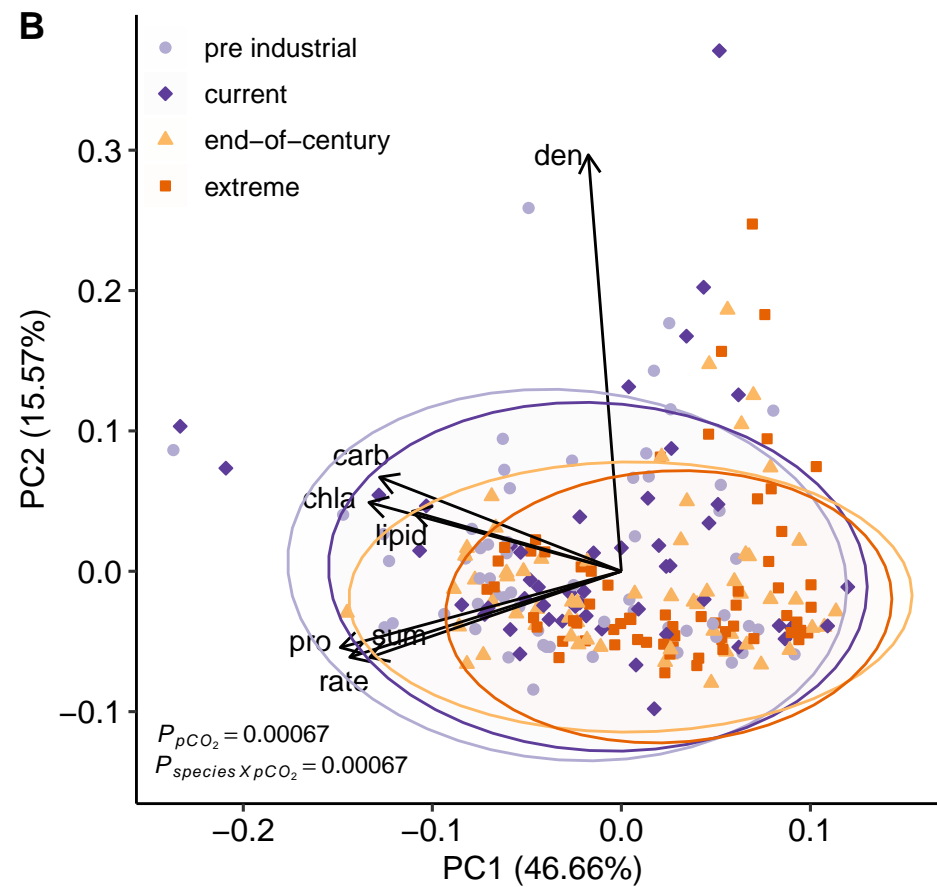 B
pre industrial
current
end−of−century
extreme
0.3
0.2
0.1
0.0
−0.1
PC2 (15.57%)
den
carb
chla
lipid
pro
sum
rate
P pCO2 = 0.00067
P species X pCO2 = 0.00067
−0.2
−0.1
0.0
0.1
PC1 (46.66%)